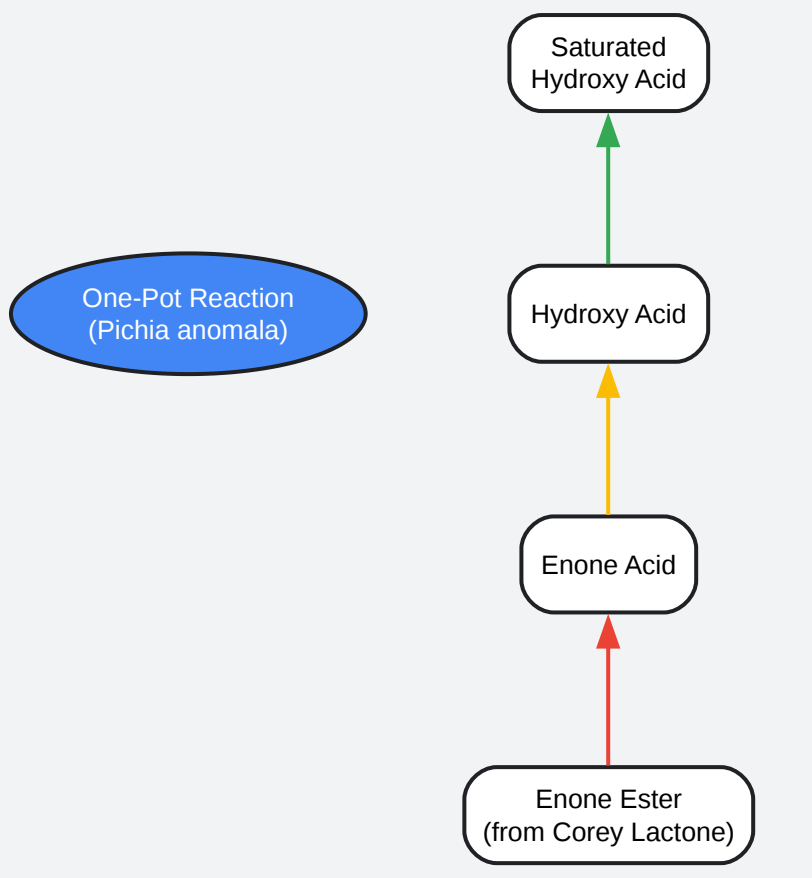 Saturated
Hydroxy Acid
One-Pot Reaction
(Pichia anomala)
Hydroxy Acid
Enone Acid
Enone Ester
(from Corey Lactone)